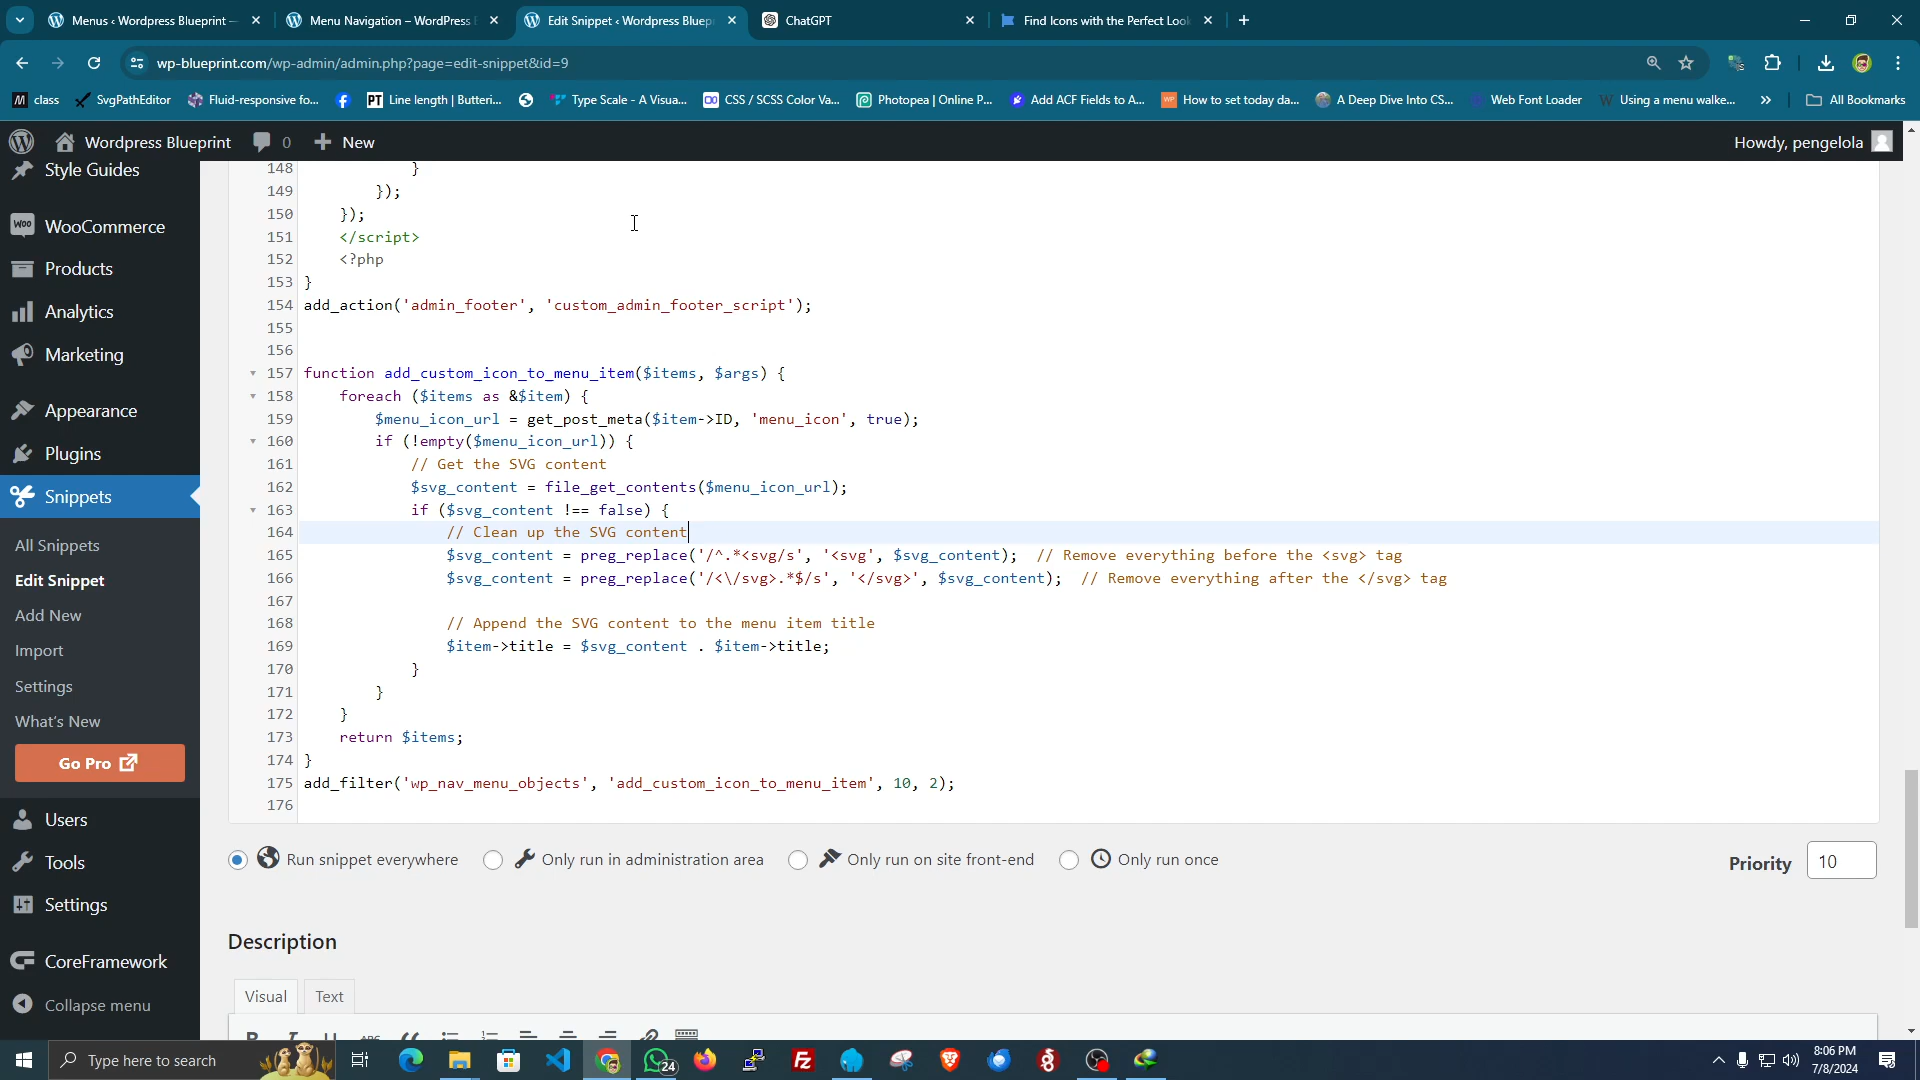 Menus ‹ Wordpress Blueprint —
Menu Navigation – WordPress
Edit Snippet ‹ Wordpress Bluep
ChatGPT
Find Icons with the Perfect Look
wp-blueprint.com/wp-admin/admin.php?page=edit-snippet&id=9
class
SvgPathEditor
Fluid-responsive fo...
Line length | Butteri...
Type Scale - A Visua...
CSS / SCSS Color Va...
Photopea | Online P...
Add ACF Fields to A...
How to set today da...
A Deep Dive Into CS...
Web Font Loader
Using a menu walke...
All Bookmarks
Wordpress Blueprint
0
New
Howdy, pengelola
Style Guides
WooCommerce
Products
Analytics
Marketing
Appearance
Plugins
Snippets
All Snippets
Edit Snippet
Add New
Import
Settings
What's New
Go Pro
Users
Tools
Settings
CoreFramework
Collapse menu
148 }
149 });
150 });
151 </script>
152 <?php
153 }
154 add_action('admin_footer', 'custom_admin_footer_script');
155
156
157 function add_custom_icon_to_menu_item($items, $args) {
158 foreach ($items as &$item) {
159 $menu_icon_url = get_post_meta($item->ID, 'menu_icon', true);
160 if (!empty($menu_icon_url)) {
161 // Get the SVG content
162 $svg_content = file_get_contents($menu_icon_url);
163 if ($svg_content !== false) {
164 // Clean up the SVG content
165 $svg_content = preg_replace('/^.*<svg/s', '<svg', $svg_content); // Remove everything before the <svg> tag
166 $svg_content = preg_replace('/<\/svg>.*$/s', '</svg>', $svg_content); // Remove everything after the </svg> tag
167
168 // Append the SVG content to the menu item title
169 $item->title = $svg_content . $item->title;
170 }
171 }
172 }
173 return $items;
174 }
175 add_filter('wp_nav_menu_objects', 'add_custom_icon_to_menu_item', 10, 2);
176
Run snippet everywhere
Only run in administration area
Only run on site front-end
Only run once
Priority
10
Description
Visual
Text
Type here to search
24
8:06 PM
7/8/2024